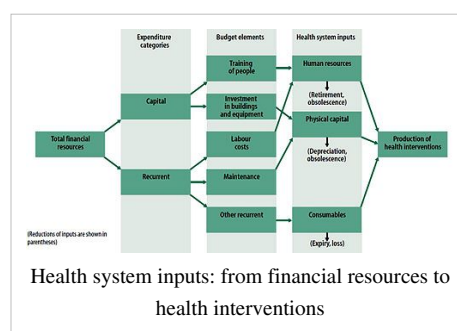 Expenditure
categories
Budget elements
Health system inputs
Training
of people
Human resources
(Retirement,
obsolescence)
Capital
Investment
in buildings
and equipment
Physical capital
Total financial
resources
Labour
costs
Production of
health interventions
(Depreciation,
obsolescence)
Recurrent
Maintenance
Other recurrent
Consumables
(Expiry, loss)
(Reductions of inputs are shown in
parentheses)
Health system inputs: from financial resources to
health interventions